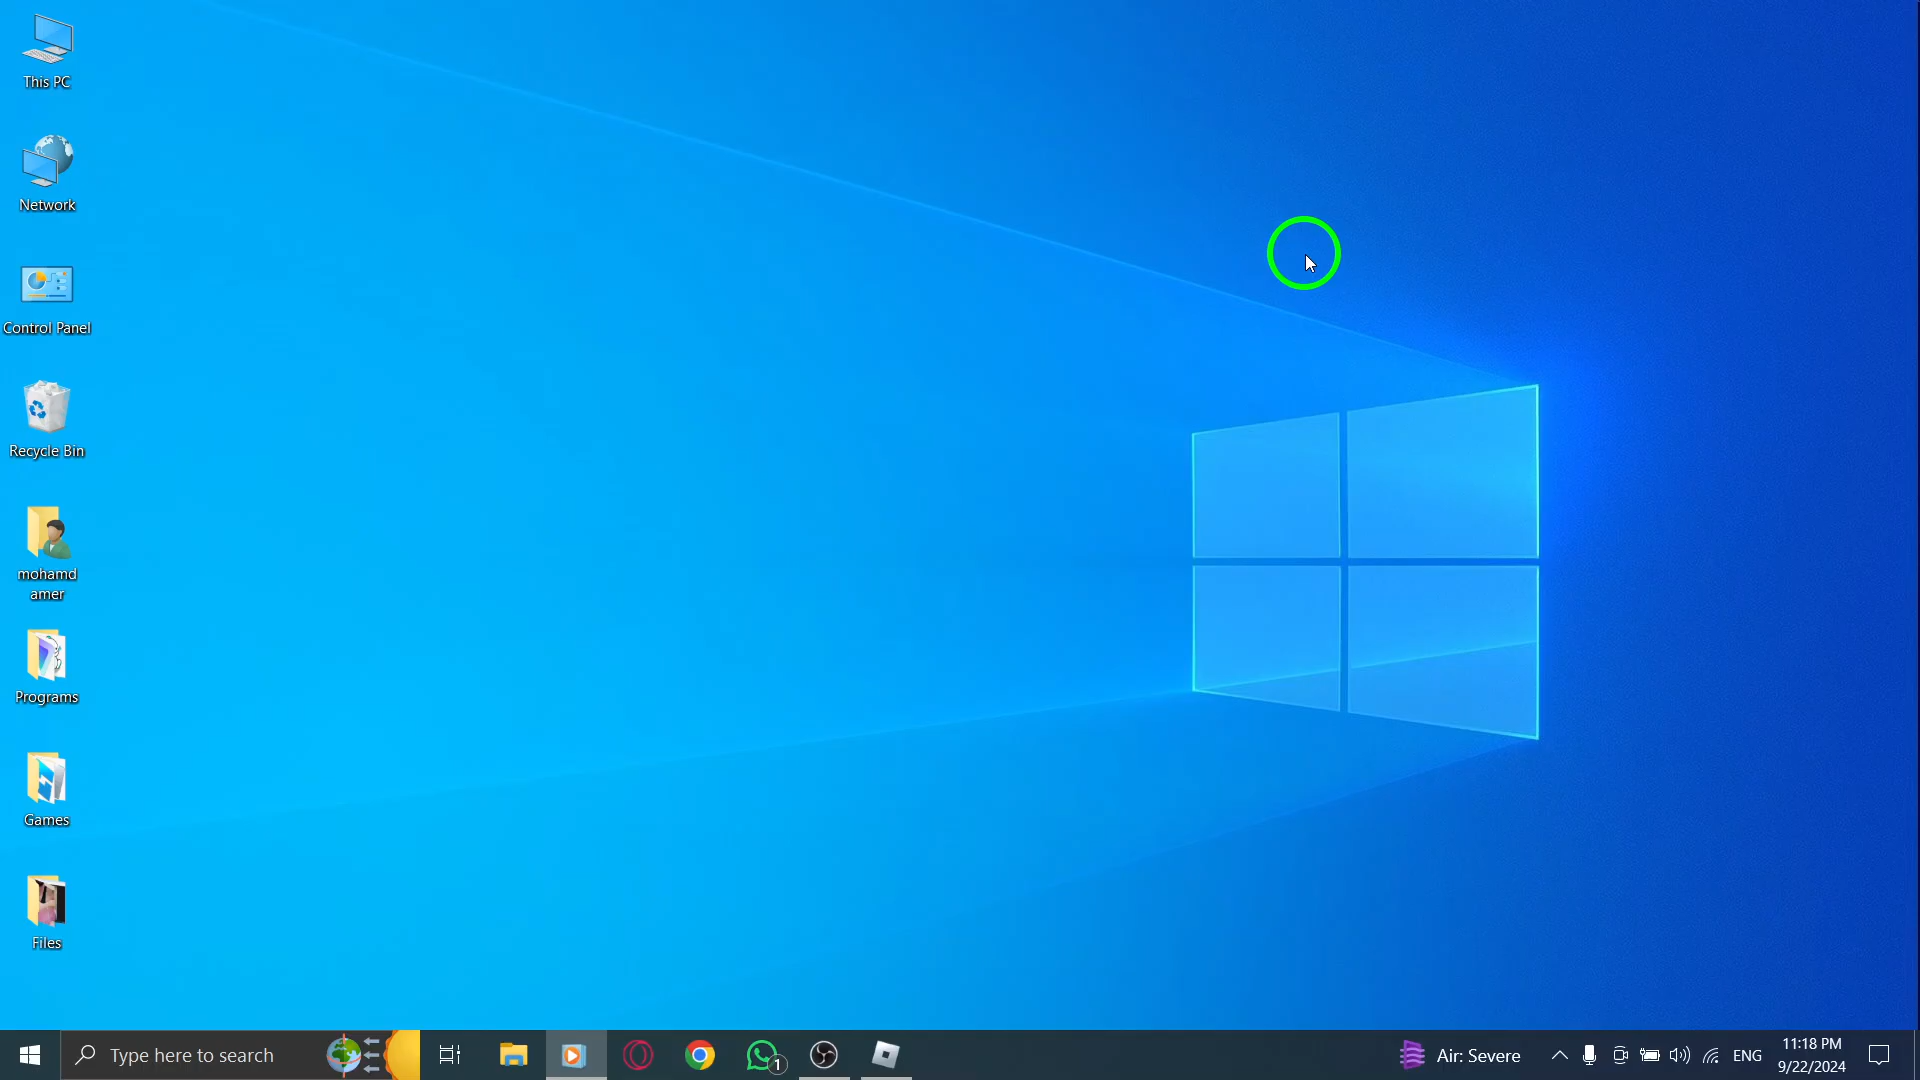 This PC
Network
Control Panel
Recycle Bin
mohamd
amer
Programs
Games
Files
Type here to search
1
Air: Severe
ENG
11:18 PM
9/22/2024